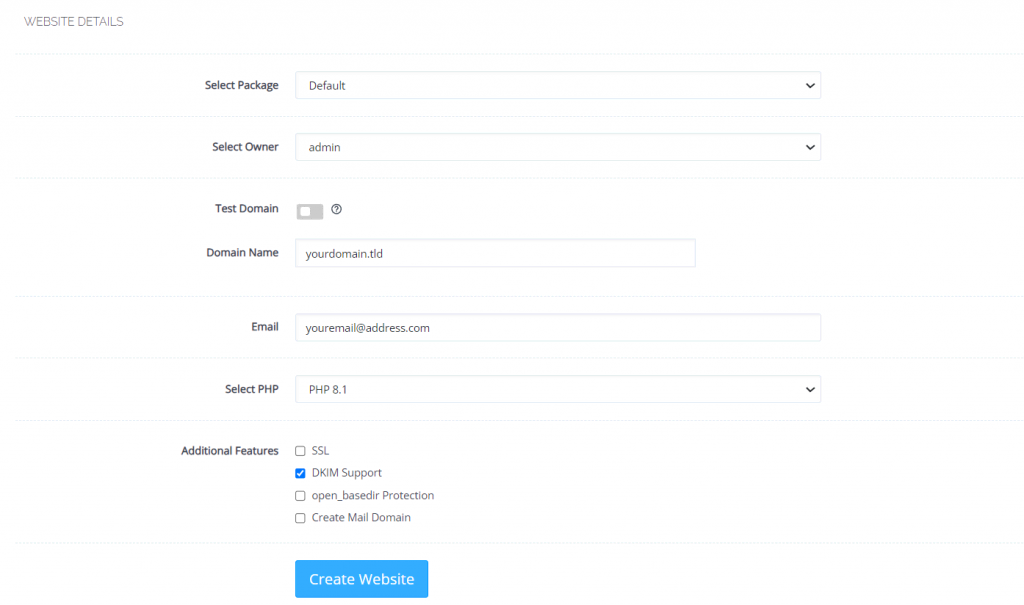 WEBSITE DETAILS
Select Package Default
Select Owner admin
Test Domain
Domain Name yourdomain.tld
Email youremail@address.com
Select PHP PHP 8.1
Additional Features SSL
DKIM Support
open_basedir Protection
Create Mail Domain
Create Website